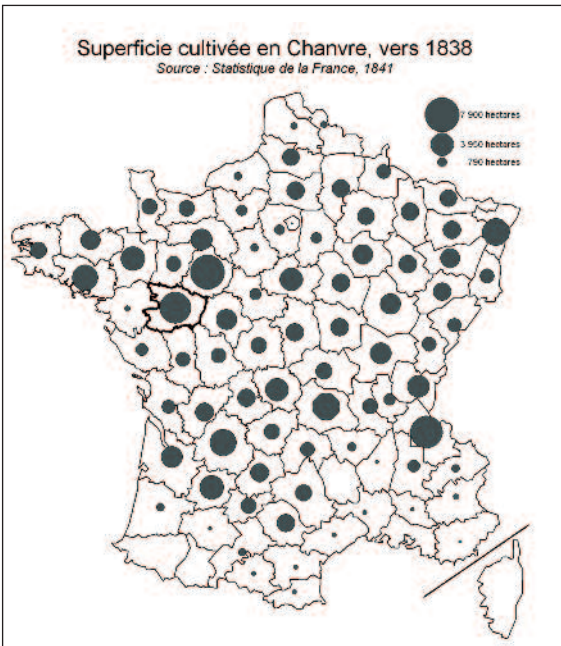 Superficie cultivée en Chanvre, vers 1838
Source : Statistique de la France, 1841
7 900 hectares
3 950 hectares
790 hectares